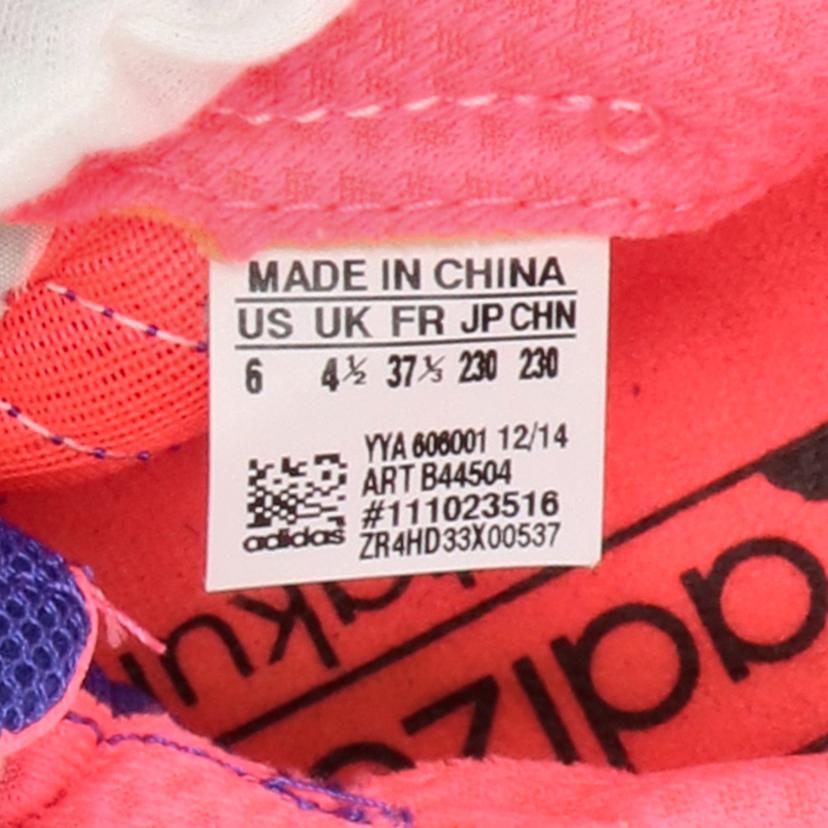 MADE IN CHINA
US UK FR JP CHN
6 4½ 37⅓ 230 230
YYA 606001 12/14
ART B44504
#111023516
ZR4HD33X00537
adidas